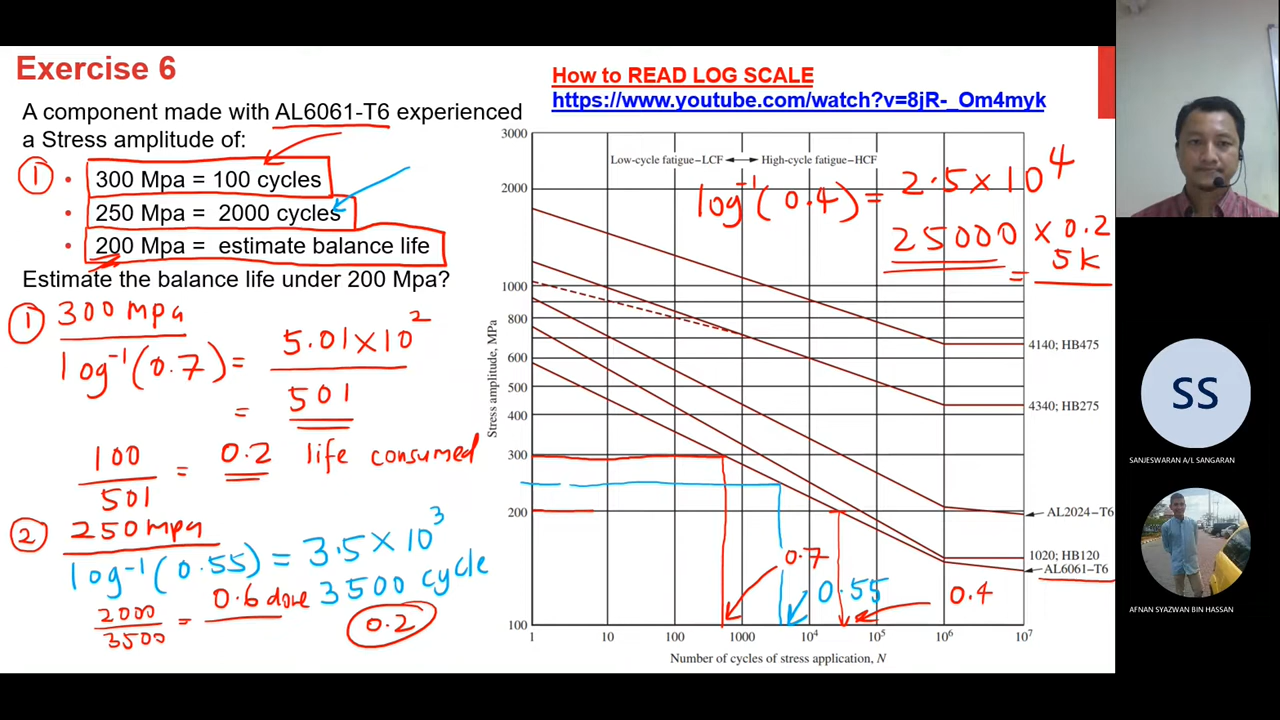 Exercise 6
A component made with AL6061-T6 experienced
a Stress amplitude of:
① • 300 Mpa = 100 cycles
• 250 Mpa = 2000 cycles
• 200 Mpa = estimate balance life
Estimate the balance life under 200 Mpa?
① 300 mpa
log⁻¹(0.7) = 5.01 x 10²
= 501
100 / 501 = 0.2 life consumed
② 250 mpa
log⁻¹(0.55) = 3.5 x 10³
3500 cycle
2000 / 3500 = 0.6 done
0.2
How to READ LOG SCALE
https://www.youtube.com/watch?v=8jR-_Om4myk
Low-cycle fatigue–LCF
High-cycle fatigue–HCF
log⁻¹(0.4) = 2.5 x 10⁴
25000 x 0.2
= 5k
3000
2000
1000
800
600
500
400
300
200
100
Stress amplitude, MPa
4140; HB475
4340; HB275
AL2024–T6
1020; HB120
AL6061–T6
0.7
0.55
0.4
1 10 100 1000 10⁴ 10⁵ 10⁶ 10⁷
Number of cycles of stress application, N
SS
SANJESWARAN A/L SANGARAN
AFNAN SYAZWAN BIN HASSAN